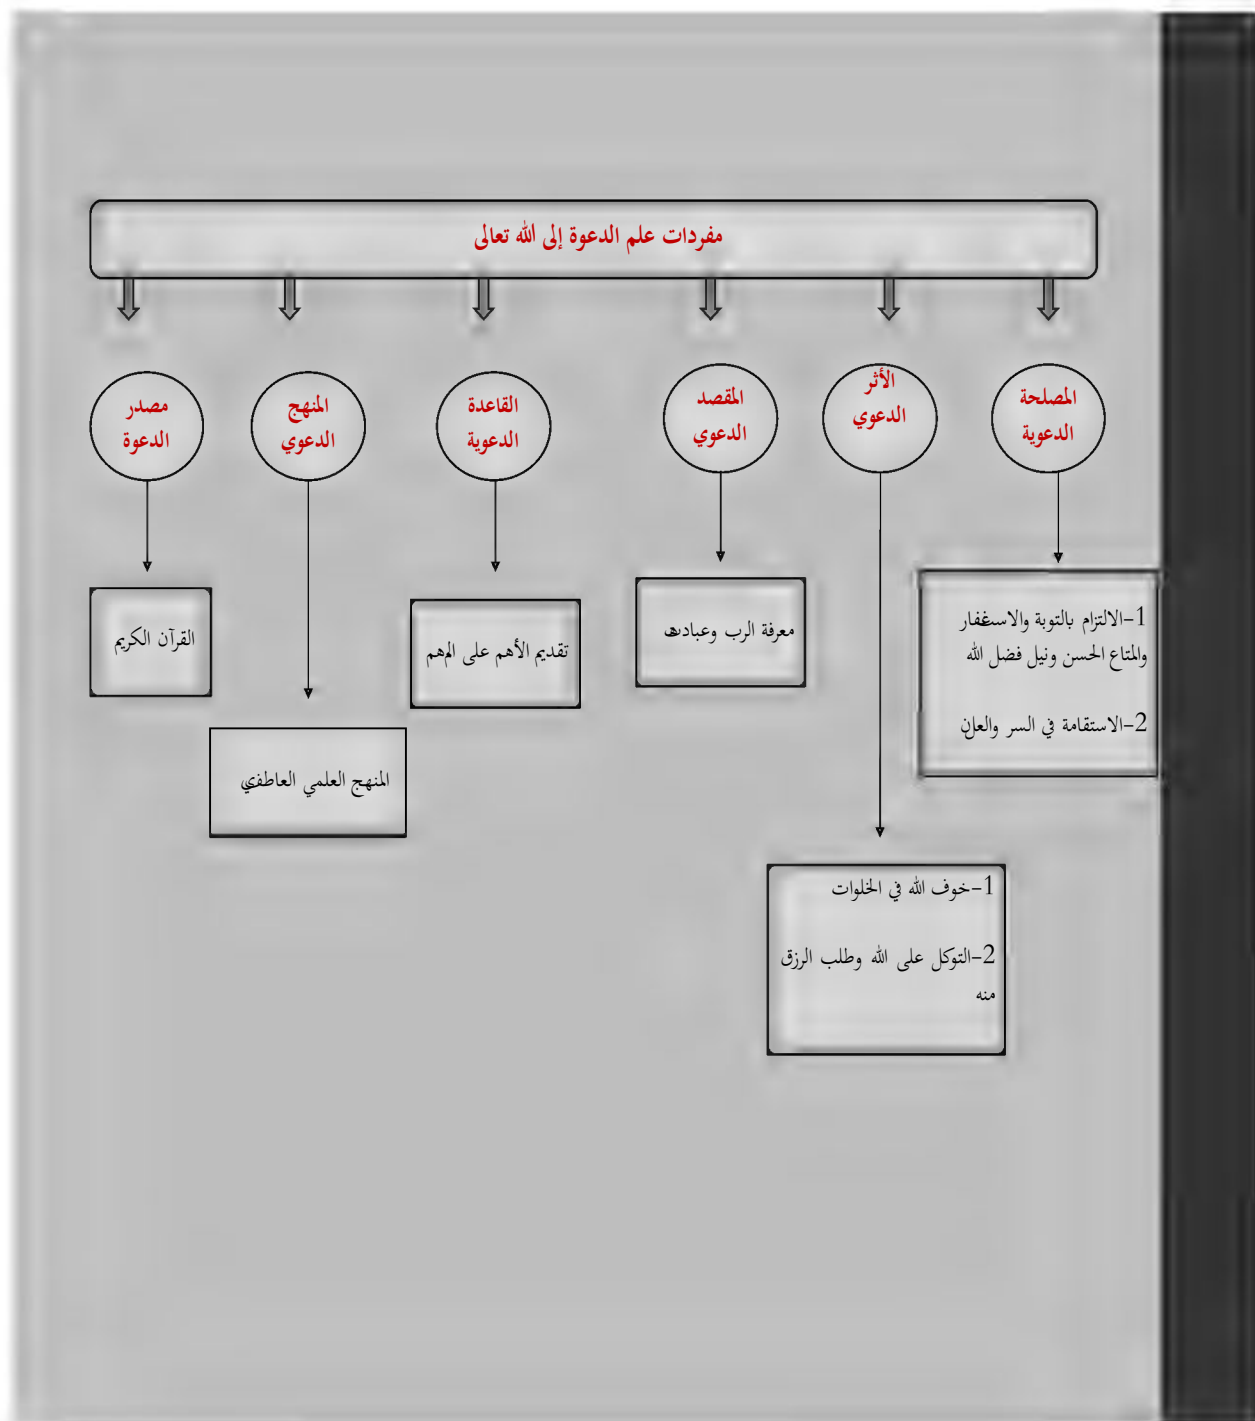 مفردات علم الدعوة إلى الله تعالى
المصلحة
الدعوية
الأثر
الدعوي
المقصد
الدعوي
القاعدة
الدعوية
المنهج
الدعوي
مصدر
الدعوة
1-الالتزام بالتوبة والاستغفار
والمتاع الحسن ونيل فضل الله
2-الاستقامة في السر والعلن
معرفة الرب وعبادته
تقديم الأهم على المهم
القرآن الكريم
المنهج العلمي العاطفي
1-خوف الله في الخلوات
2-التوكل على الله وطلب الرزق
منه